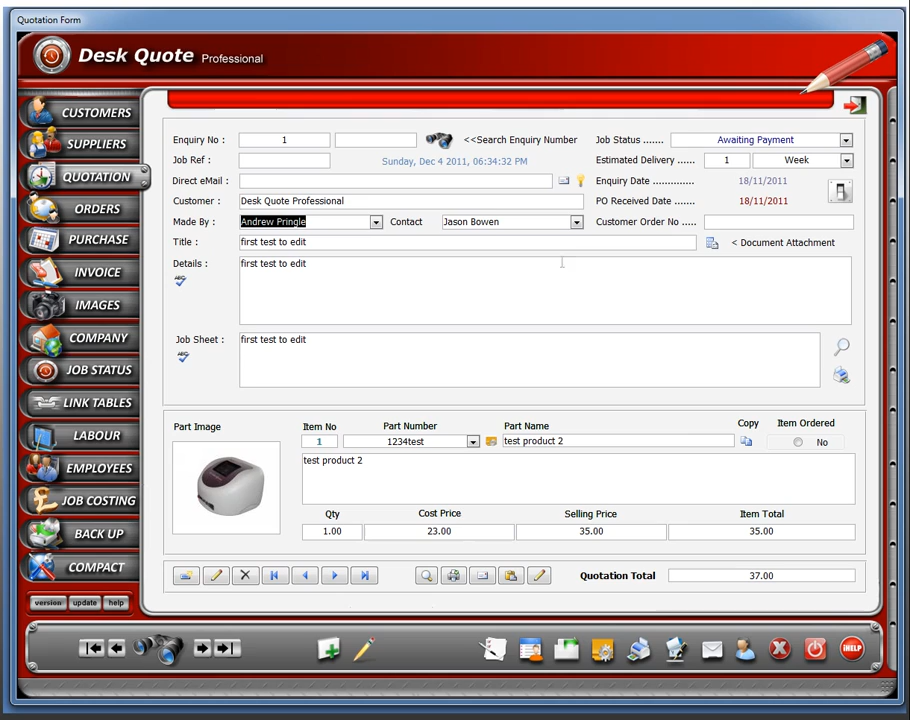 Quotation Form
Desk Quote Professional
CUSTOMERS
SUPPLIERS
QUOTATION
ORDERS
PURCHASE
INVOICE
IMAGES
COMPANY
JOB STATUS
LINK TABLES
LABOUR
EMPLOYEES
JOB COSTING
BACK UP
COMPACT
version update help
Enquiry No : 1 <<Search Enquiry Number Job Status ....... Awaiting Payment
Job Ref : Sunday, Dec 4 2011, 06:34:32 PM Estimated Delivery ...... 1 Week
Direct eMail : Enquiry Date ............. 18/11/2011
Customer : Desk Quote Professional PO Received Date ...... 18/11/2011
Made By : Andrew Pringle Contact Jason Bowen Customer Order No .....
Title : first test to edit < Document Attachment
Details : first test to edit
ABC
Job Sheet : first test to edit
ABC
Part Image Item No Part Number Part Name Copy Item Ordered
1 1234test test product 2 No
test product 2
Qty Cost Price Selling Price Item Total
1.00 23.00 35.00 35.00
Quotation Total 37.00
iHELP